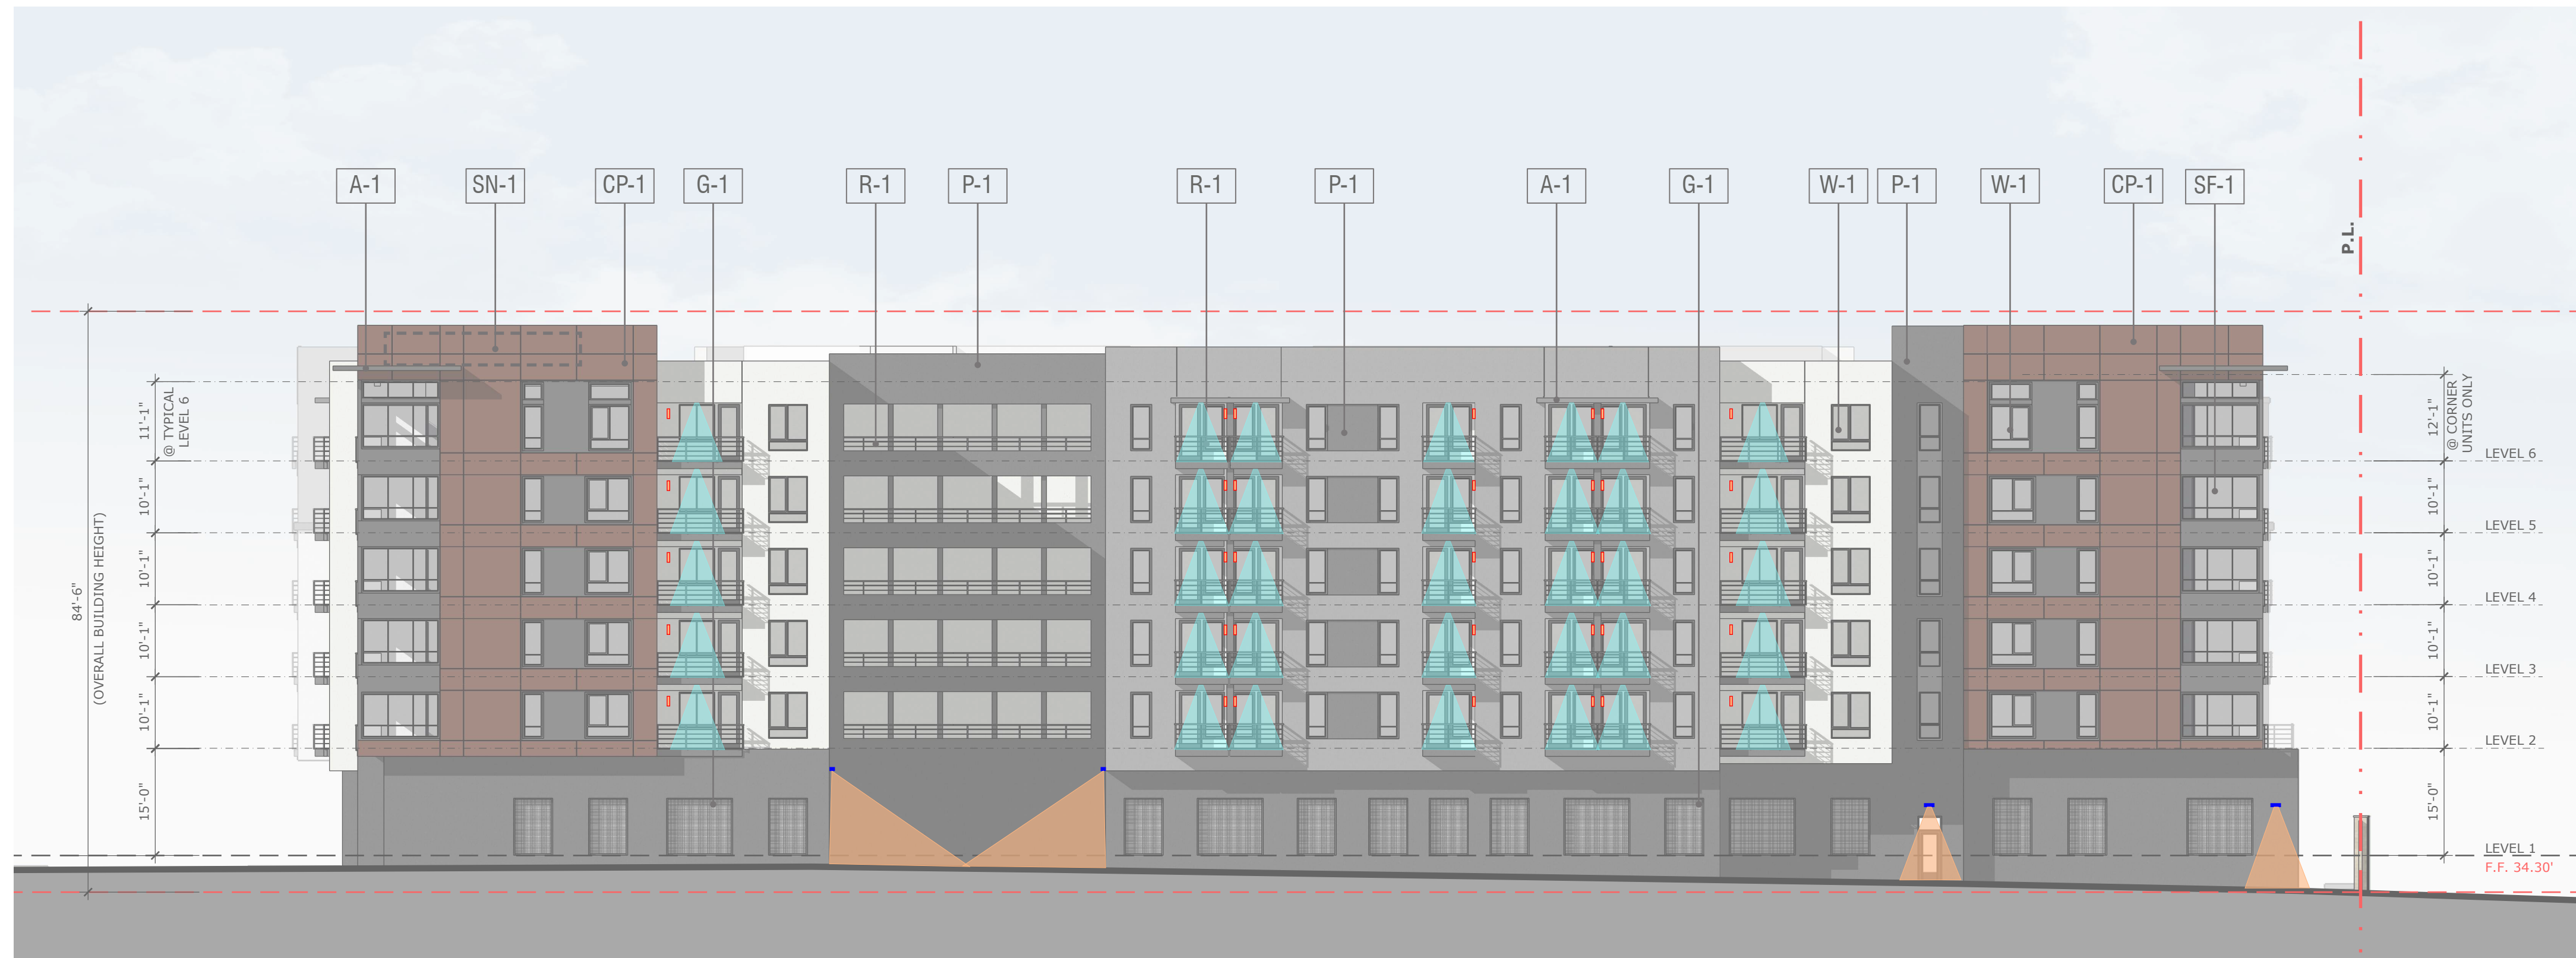 A-1
SN-1
CP-1
G-1
R-1
P-1
R-1
P-1
A-1
G-1
W-1
P-1
W-1
CP-1
SF-1
P.L.
84'-6"
(OVERALL BUILDING HEIGHT)
11'-1"
@ TYPICAL
LEVEL 6
10'-1"
10'-1"
10'-1"
10'-1"
15'-0"
12'-1"
@ CORNER
UNITS ONLY
10'-1"
10'-1"
10'-1"
10'-1"
15'-0"
LEVEL 6
LEVEL 5
LEVEL 4
LEVEL 3
LEVEL 2
LEVEL 1
F.F. 34.30'